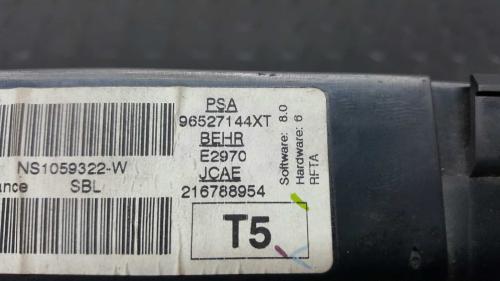 PSA
96527144XT
BEHR
E2970
JCAE
216788954
T5
Software: 8.0
Hardware: 6
RFTA
NS1059322-W
ance SBL